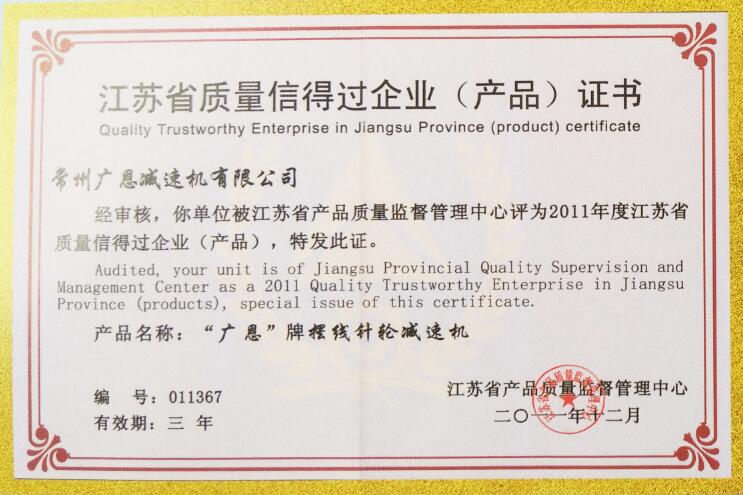 江苏省质量信得过企业（产品）证书
Quality Trustworthy Enterprise in Jiangsu Province (product) certificate
常州广恩减速机有限公司
经审核，你单位被江苏省产品质量监督管理中心评为2011年度江苏省
质量信得过企业（产品），特发此证。
Audited, your unit is of Jiangsu Provincial Quality Supervision and
Management Center as a 2011 Quality Trustworthy Enterprise in Jiangsu
Province (products), special issue of this certificate.
产品名称：“广恩”牌摆线针轮减速机
编 号：011367
江苏省产品质量监督管理中心
有效期：三 年
二〇一一年十二月